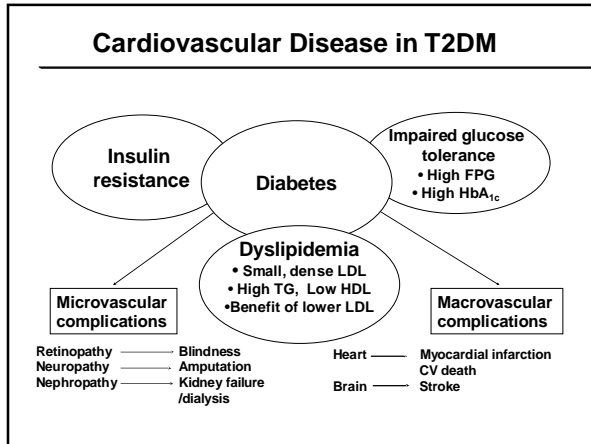 Cardiovascular Disease in T2DM
Insulin
resistance
Diabetes
Impaired glucose
tolerance
• High FPG
• High HbA1c
Dyslipidemia
• Small, dense LDL
• High TG, Low HDL
•Benefit of lower LDL
Microvascular
complications
Retinopathy Blindness
Neuropathy Amputation
Nephropathy Kidney failure
/dialysis
Macrovascular
complications
Heart Myocardial infarction
CV death
Brain Stroke